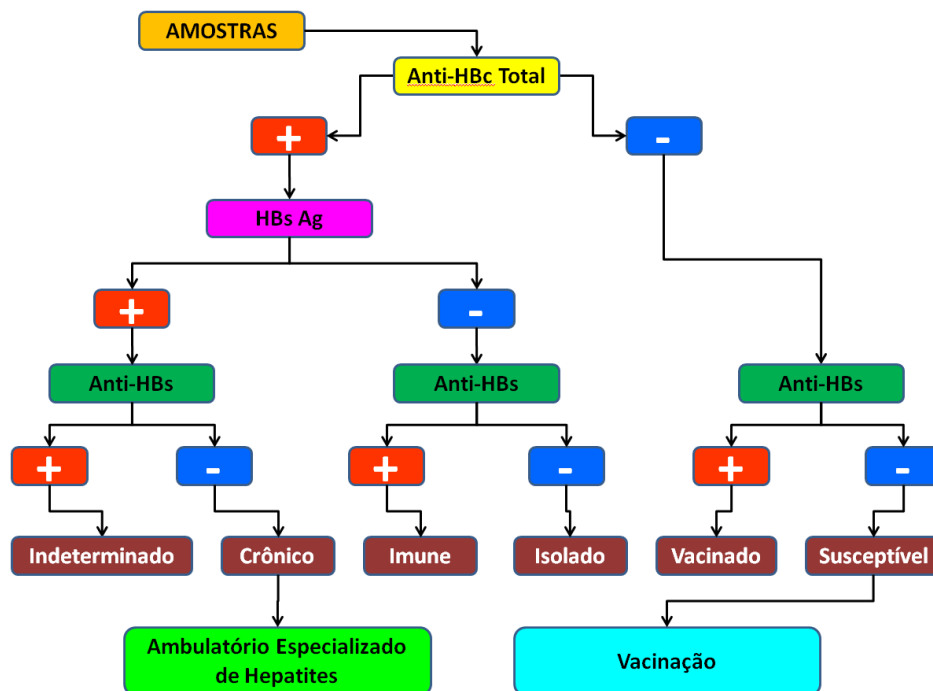 AMOSTRAS
Anti-HBc Total
+
-
HBs Ag
+
-
Anti-HBs
Anti-HBs
Anti-HBs
+
-
+
-
+
-
Indeterminado
Crônico
Imune
Isolado
Vacinado
Susceptível
Ambulatório Especializado
de Hepatites
Vacinação